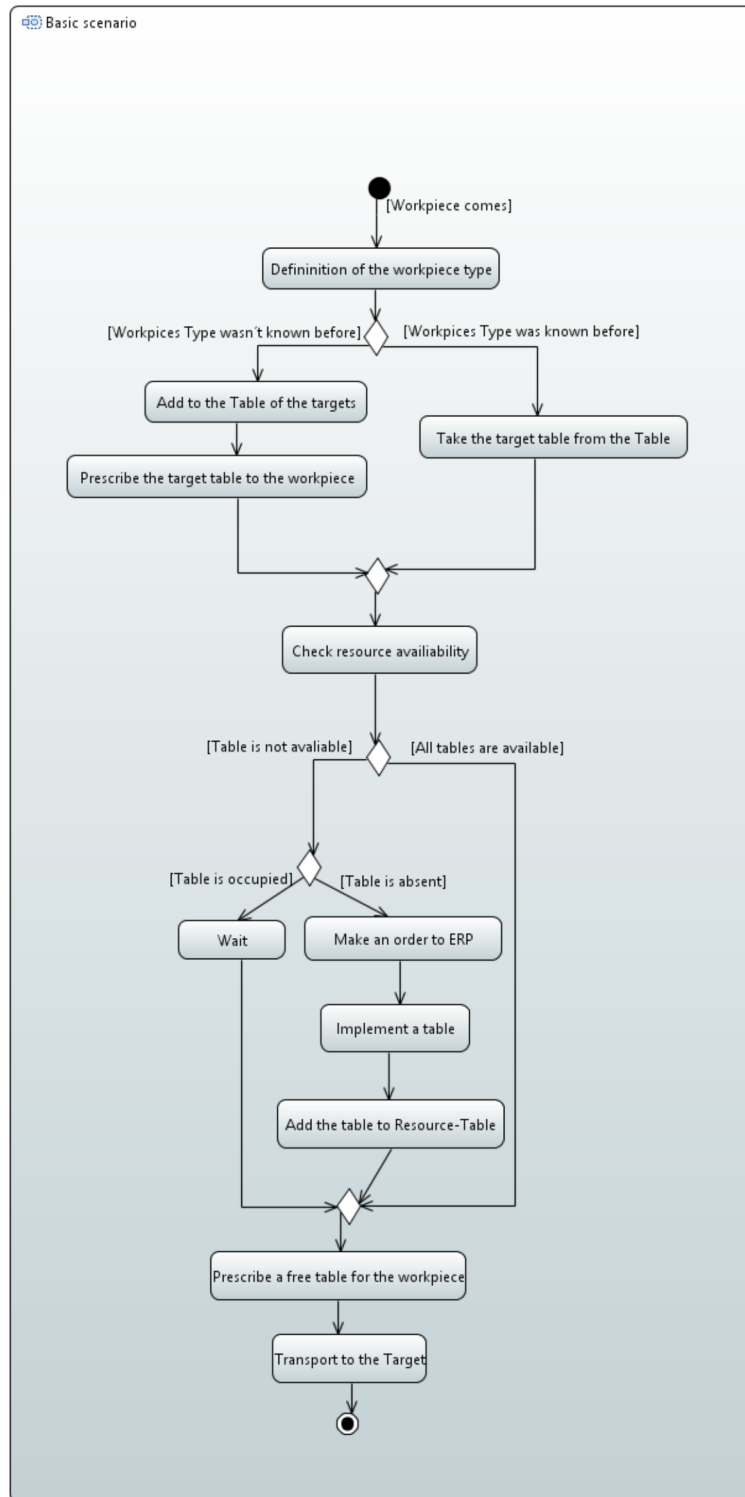 Basic scenario
[Workpiece comes]
Defininition of the workpiece type
[Workpices Type wasn´t known before]
[Workpices Type was known before]
Add to the Table of the targets
Take the target table from the Table
Prescribe the target table to the workpiece
Check resource availiability
[Table is not avaliable]
[All tables are available]
[Table is occupied]
[Table is absent]
Wait
Make an order to ERP
Implement a table
Add the table to Resource-Table
Prescribe a free table for the workpiece
Transport to the Target